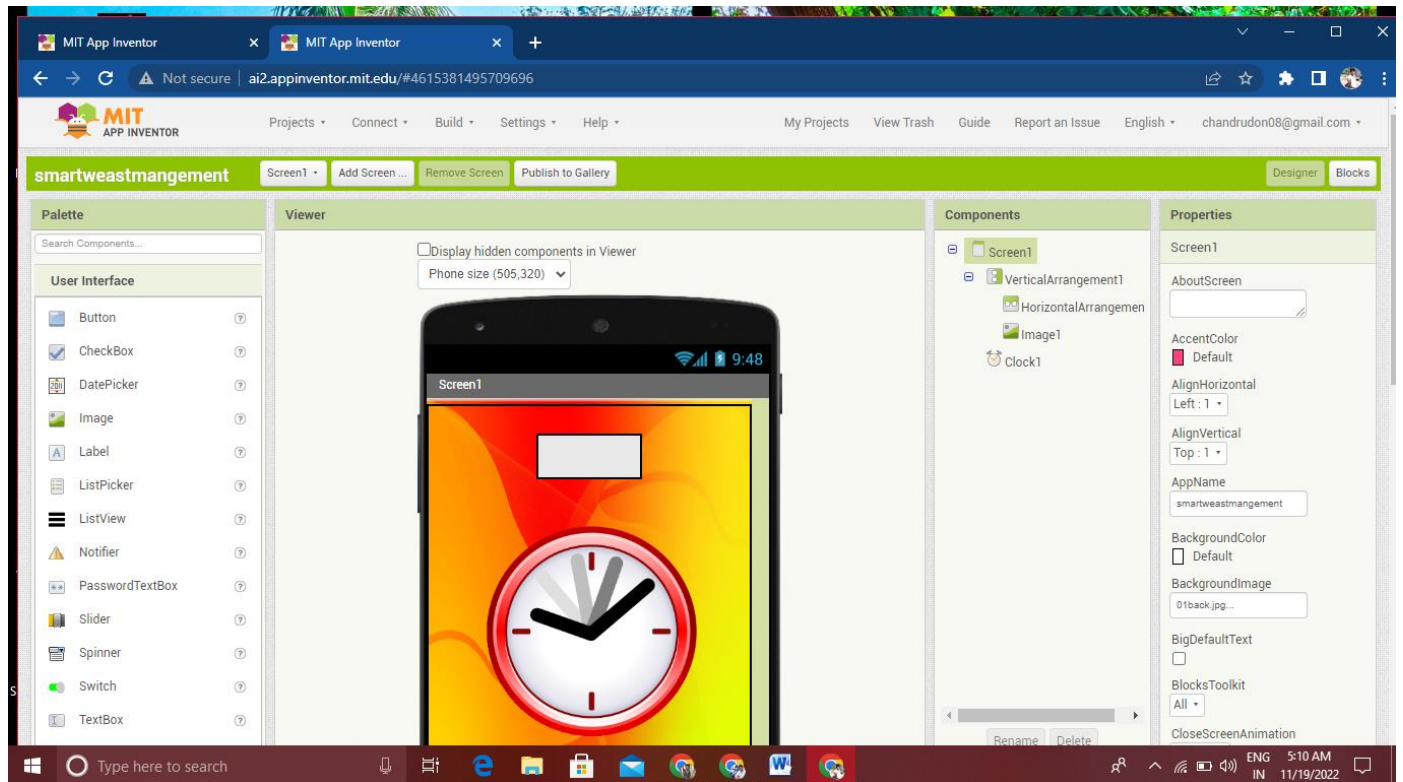 MIT App Inventor
MIT App Inventor
Not secure ai2.appinventor.mit.edu/#4615381495709696
MIT
APP INVENTOR
Projects Connect Build Settings Help My Projects View Trash Guide Report an Issue English chandrudon08@gmail.com
smartweastmangement Screen1 Add Screen ... Remove Screen Publish to Gallery Designer Blocks
Palette
Search Components...
User Interface
Button
CheckBox
DatePicker
Image
Label
ListPicker
ListView
Notifier
PasswordTextBox
Slider
Spinner
Switch
TextBox
Viewer
Display hidden components in Viewer
Phone size (505,320)
9:48
Screen1
Components
Screen1
VerticalArrangement1
HorizontalArrangemen
Image1
Clock1
Rename Delete
Properties
Screen1
AboutScreen
AccentColor
Default
AlignHorizontal
Left : 1
AlignVertical
Top : 1
AppName
smartweastmangement
BackgroundColor
Default
BackgroundImage
01back.jpg...
BigDefaultText
BlocksToolkit
All
CloseScreenAnimation
Type here to search
ENG
IN
5:10 AM
11/19/2022